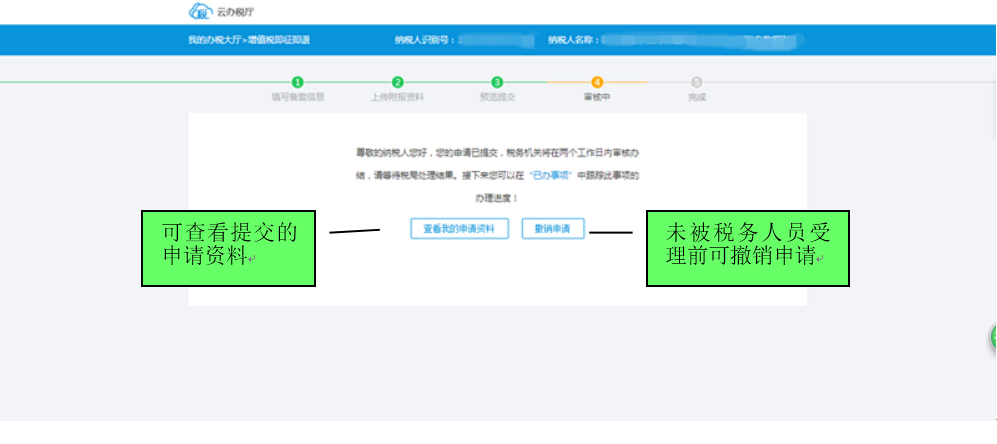 云办税厅
我的办税大厅>增值税即征即退
纳税人识别号：
纳税人名称：
1
2
3
4
5
填写备案信息
上传附报资料
预览提交
审核中
完成
尊敬的纳税人您好，您的申请已提交，税务机关将在两个工作日内审核办
结，请等待税局处理结果。接下来您可以在“已办事项”中跟踪此事项的
办理进度！
查看我的申请资料
撤销申请
可查看提交的
申请资料
未被税务人员受
理前可撤销申请